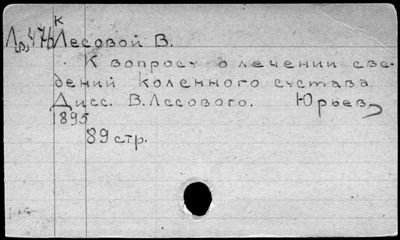 К
Лесовой В.
К вопросу о лечении све-
дений коленного сустава.
Дисс. В. Лесового. Юрьев,
1895
89 стр.